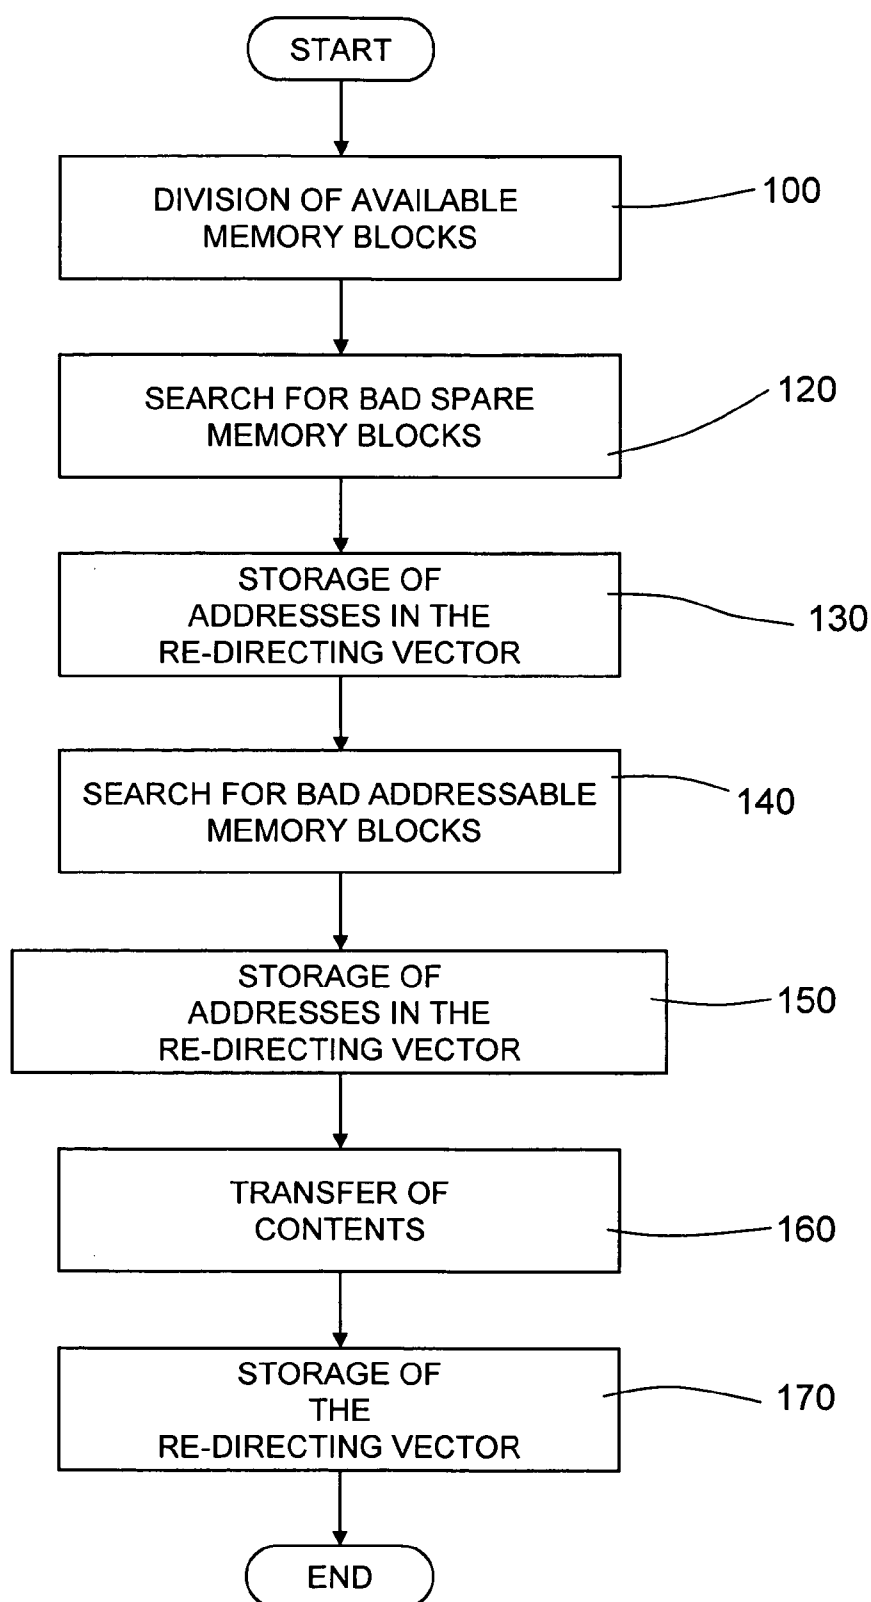 START
DIVISION OF AVAILABLE
MEMORY BLOCKS
100
SEARCH FOR BAD SPARE
MEMORY BLOCKS
120
STORAGE OF
ADDRESSES IN THE
RE-DIRECTING VECTOR
130
SEARCH FOR BAD ADDRESSABLE
MEMORY BLOCKS
140
STORAGE OF
ADDRESSES IN THE
RE-DIRECTING VECTOR
150
TRANSFER OF
CONTENTS
160
STORAGE OF
THE
RE-DIRECTING VECTOR
170
END